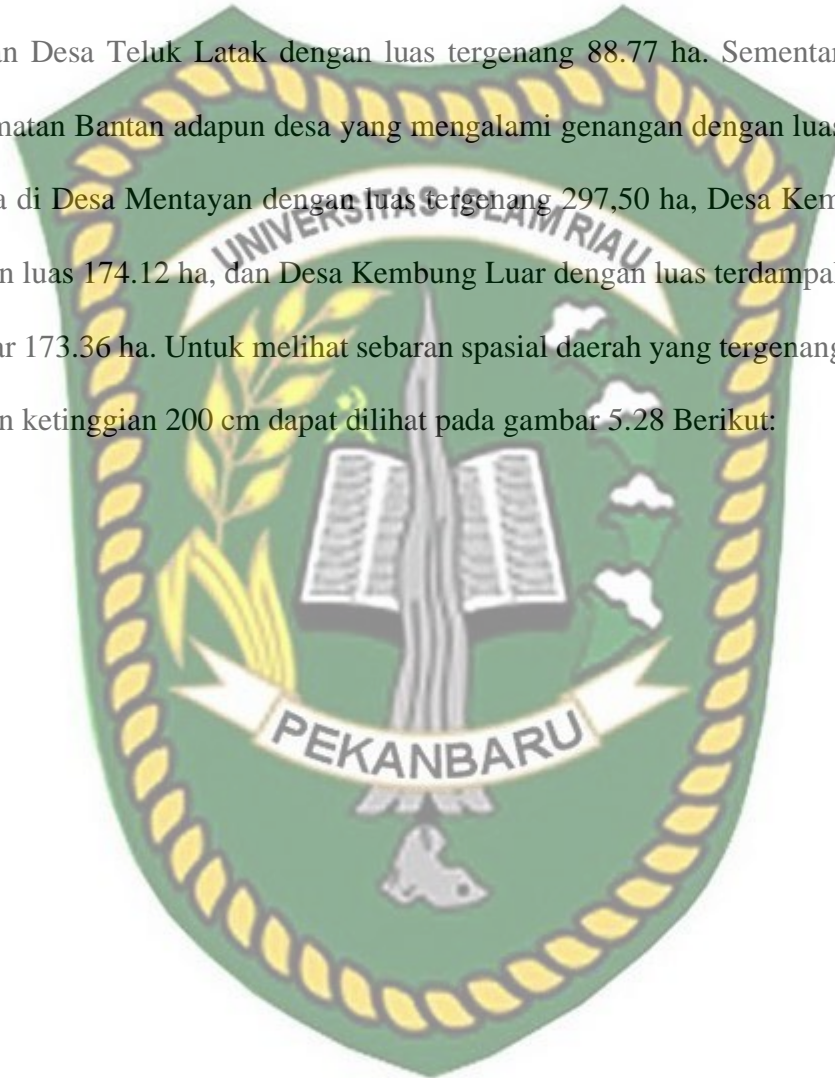 an Desa Teluk Latak dengan luas tergenang 88.77 ha. Sementar
matan Bantan adapun desa yang mengalami genangan dengan luas
a di Desa Mentayan dengan luas tergenang 297,50 ha, Desa Kem
UNIVERSITAS ISLAM RIAU
n luas 174.12 ha, dan Desa Kembung Luar dengan luas terdampak
ar 173.36 ha. Untuk melihat sebaran spasial daerah yang tergenang
n ketinggian 200 cm dapat dilihat pada gambar 5.28 Berikut:
PEKANBARU